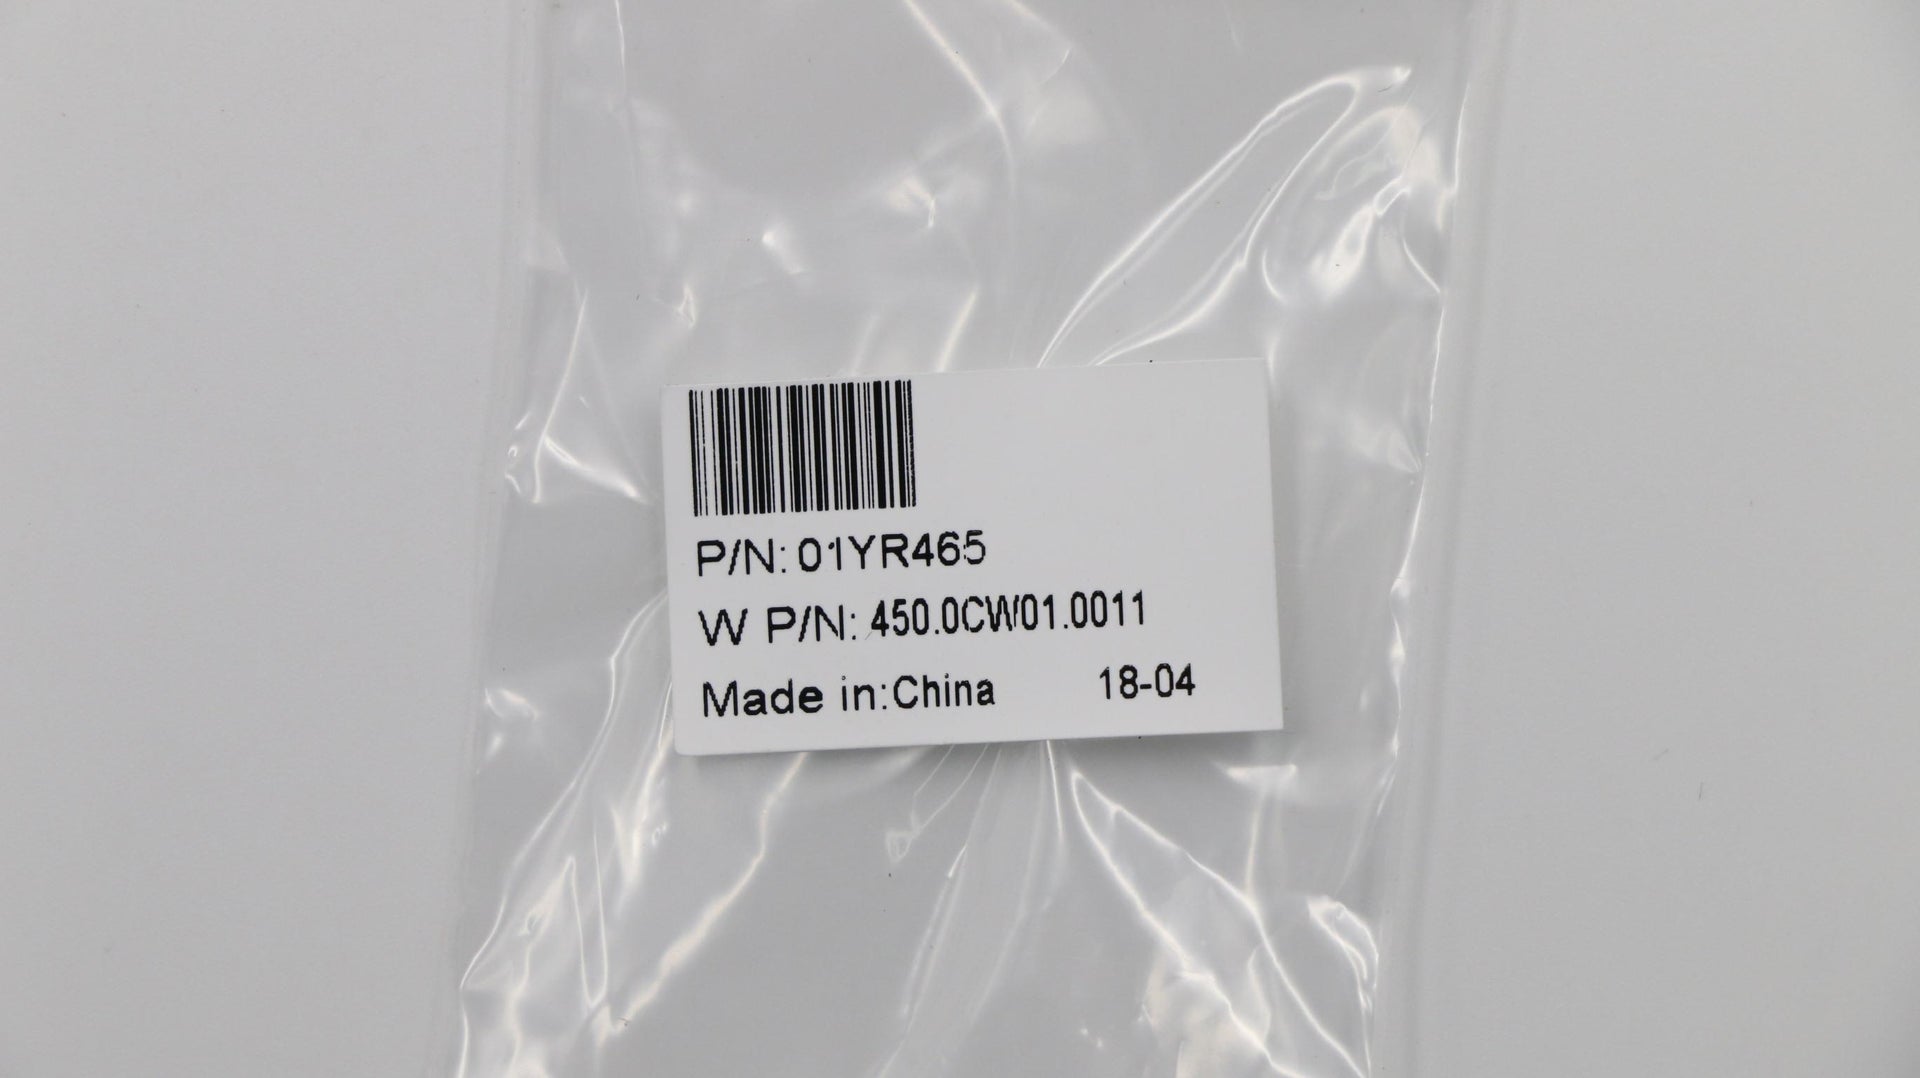 P/N: 01YR465
W P/N: 450.0CW01.0011
Made in:China 18-04